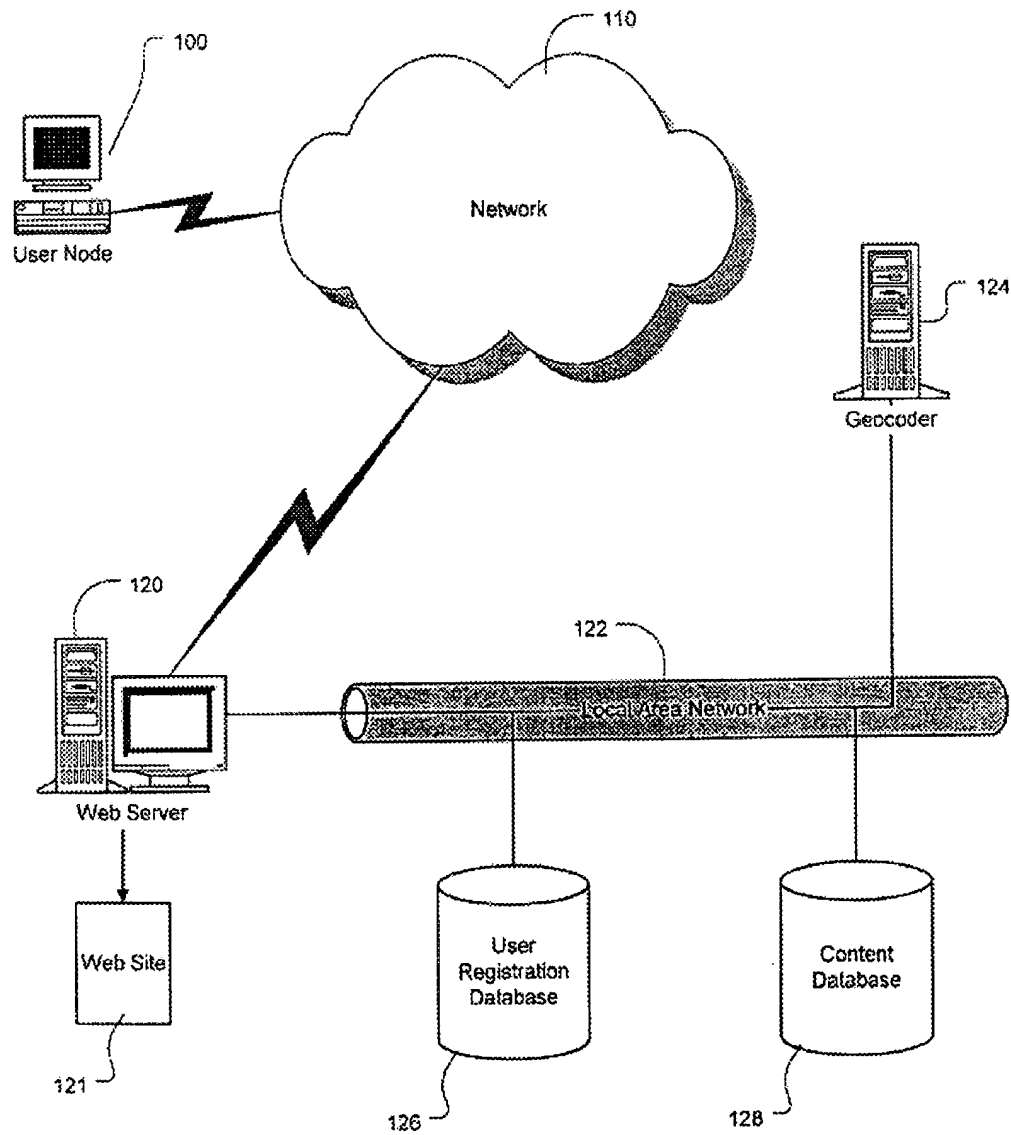 110
100
Network
User Node
124
Geocoder
120
122
Local Area Network
Web Server
Web Site
User
Registration
Database
Content
Database
121
126
128